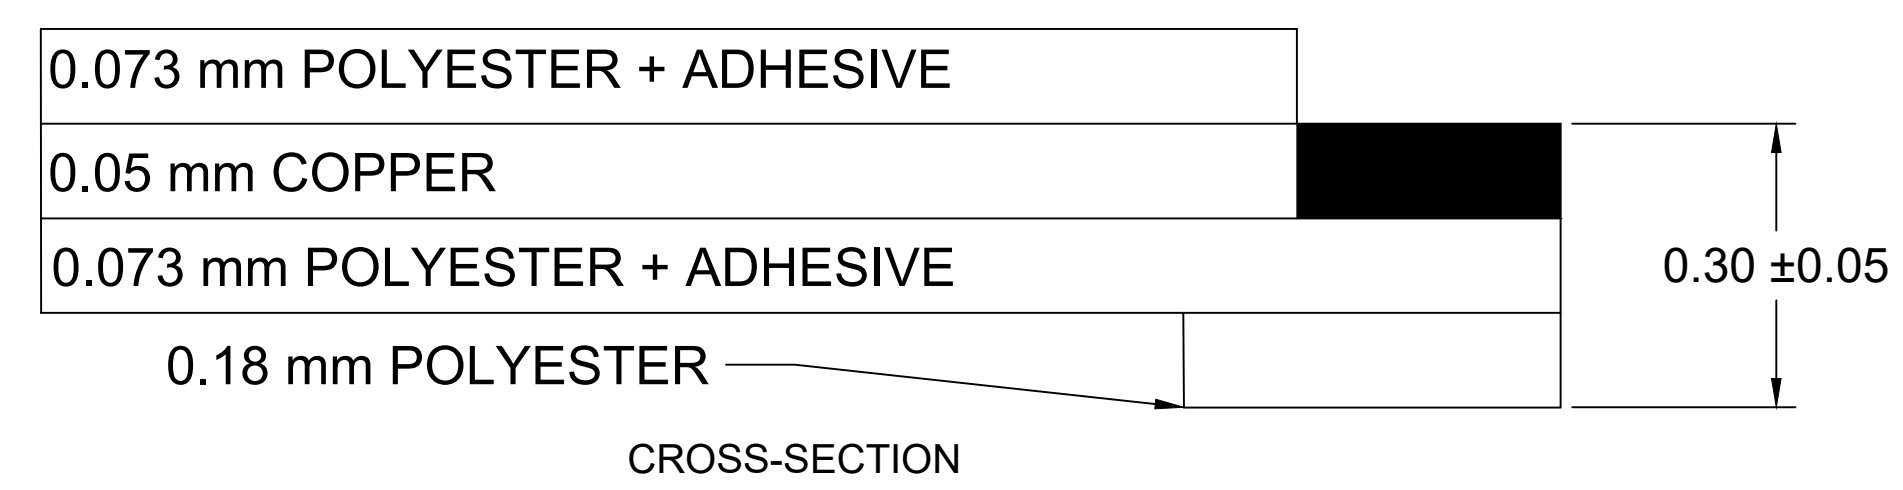 0.073 mm POLYESTER + ADHESIVE
0.05 mm COPPER
0.073 mm POLYESTER + ADHESIVE
0.30 ±0.05
0.18 mm POLYESTER
CROSS-SECTION